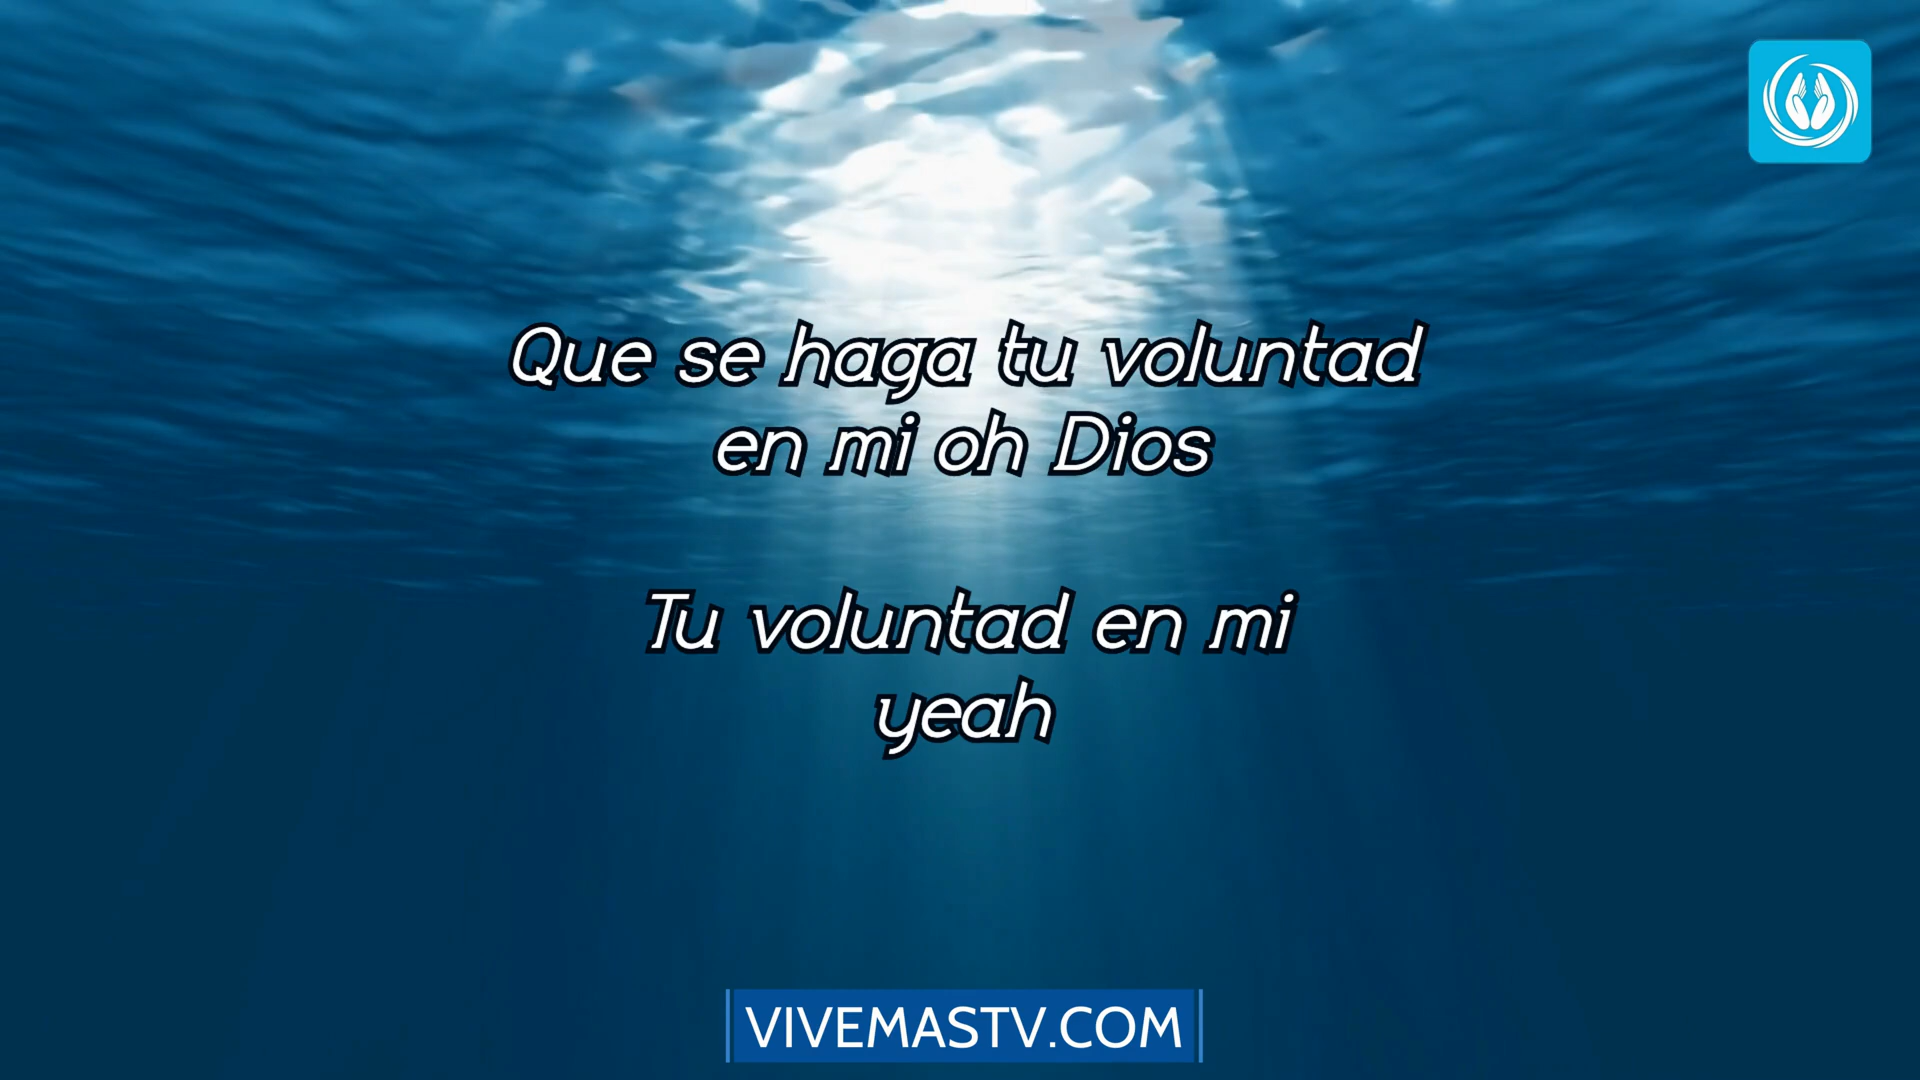 Que se haga tu voluntad
en mi oh Dios
Tu voluntad en mi
yeah
VIVEMASTV.COM